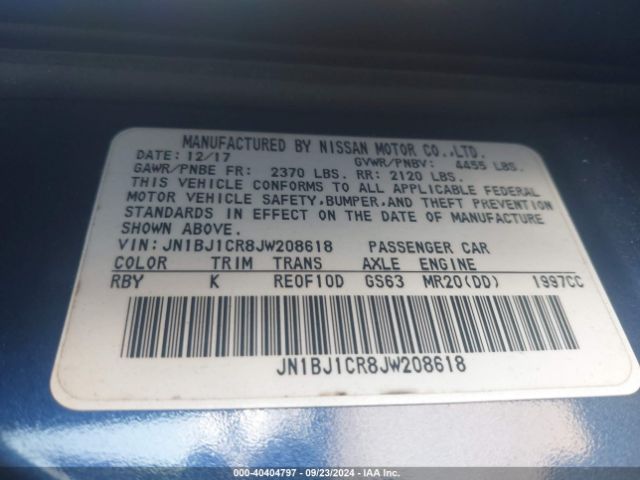 MANUFACTURED BY NISSAN MOTOR CO.,LTD.
DATE: 12/17 GVWR/PNBV: 4455 LBS.
GAWR/PNBE FR: 2370 LBS. RR: 2120 LBS.
THIS VEHICLE CONFORMS TO ALL APPLICABLE FEDERAL
MOTOR VEHICLE SAFETY,BUMPER,AND THEFT PREVENTION
STANDARDS IN EFFECT ON THE DATE OF MANUFACTURE
SHOWN ABOVE.
VIN: JN1BJ1CR8JW208618 PASSENGER CAR
COLOR TRIM TRANS AXLE ENGINE
RBY K RE0F10D GS63 MR20(DD) 1997CC
JN1BJ1CR8JW208618
© - 40404797 - 09/23/2024 - IAA Inc.